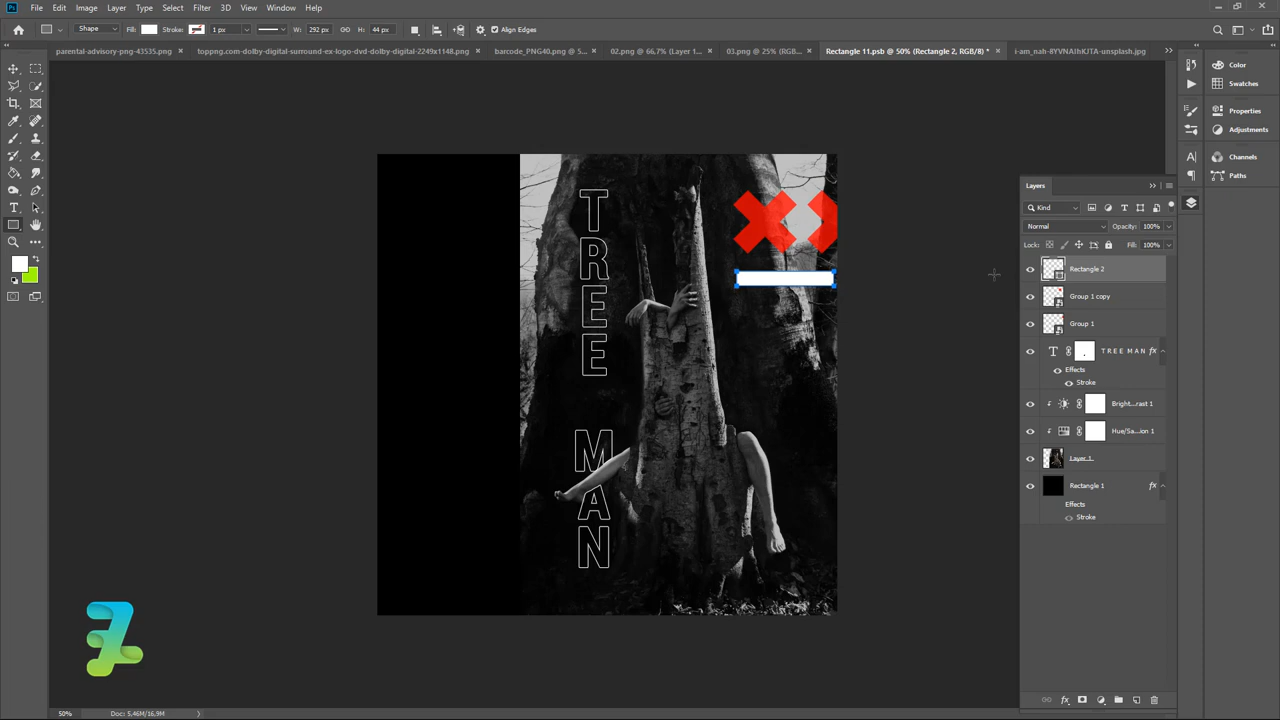 Ps File Edit Image Layer Type Select Filter 3D View Window Help
Shape Fill: Stroke: 1 px W: 292 px H: 44 px Align Edges
parental-advisory-png-43535.png × toppng.com-dolby-digital-surround-ex-logo-dvd-dolby-digital-2249x1148.png × barcode_PNG40.png @ 5... × 02.png @ 66,7% (Layer 1... × 03.png @ 25% (RGB... × Rectangle 11.psb @ 50% (Rectangle 2, RGB/8) * × i-am_nah-8YVNAIhKJTA-unsplash.jpg
Color
Swatches
Properties
Adjustments
Channels
Paths
Layers
Kind
Normal Opacity: 100%
Lock: Fill: 100%
Rectangle 2
Group 1 copy
Group 1
T R E E M A N fx
Effects
Stroke
Bright...rast 1
Hue/Sa...ion 1
Layer 1
Rectangle 1 fx
Effects
Stroke
T
R
E
E
M
A
N
50% Doc: 5,46M/16,9M